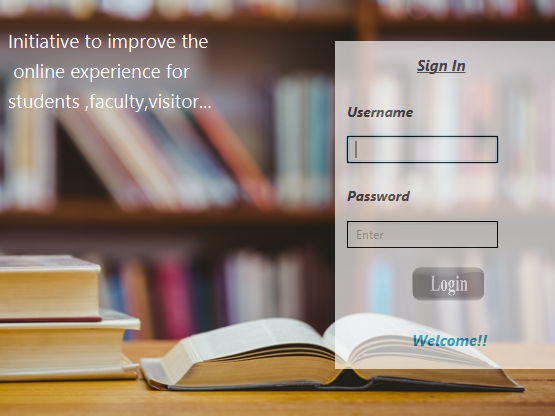 Initiative to improve the
online experience for
students ,faculty,visitor...
Sign In
Username
Password
Enter
Login
Welcome!!